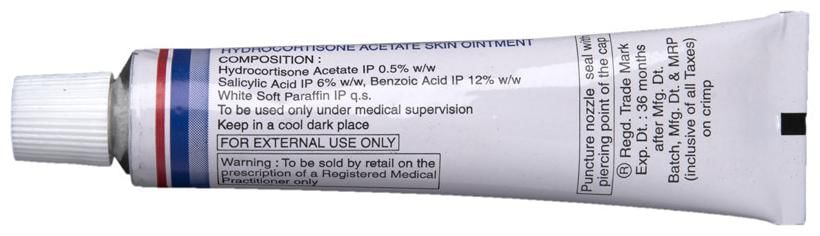 HYDROCORTISONE ACETATE SKIN OINTMENT
COMPOSITION :
Hydrocortisone Acetate IP 0.5% w/w
Salicylic Acid IP 6% w/w, Benzoic Acid IP 12% w/w
White Soft Paraffin IP q.s.
To be used only under medical supervision
Keep in a cool dark place
FOR EXTERNAL USE ONLY
Warning : To be sold by retail on the
prescription of a Registered Medical
Practitioner only
Puncture nozzle seal with
piercing point of the cap
® Regd. Trade Mark
Exp. Dt. : 36 months
after Mfg. Dt.
Batch, Mfg. Dt. & MRP
(inclusive of all Taxes)
on crimp